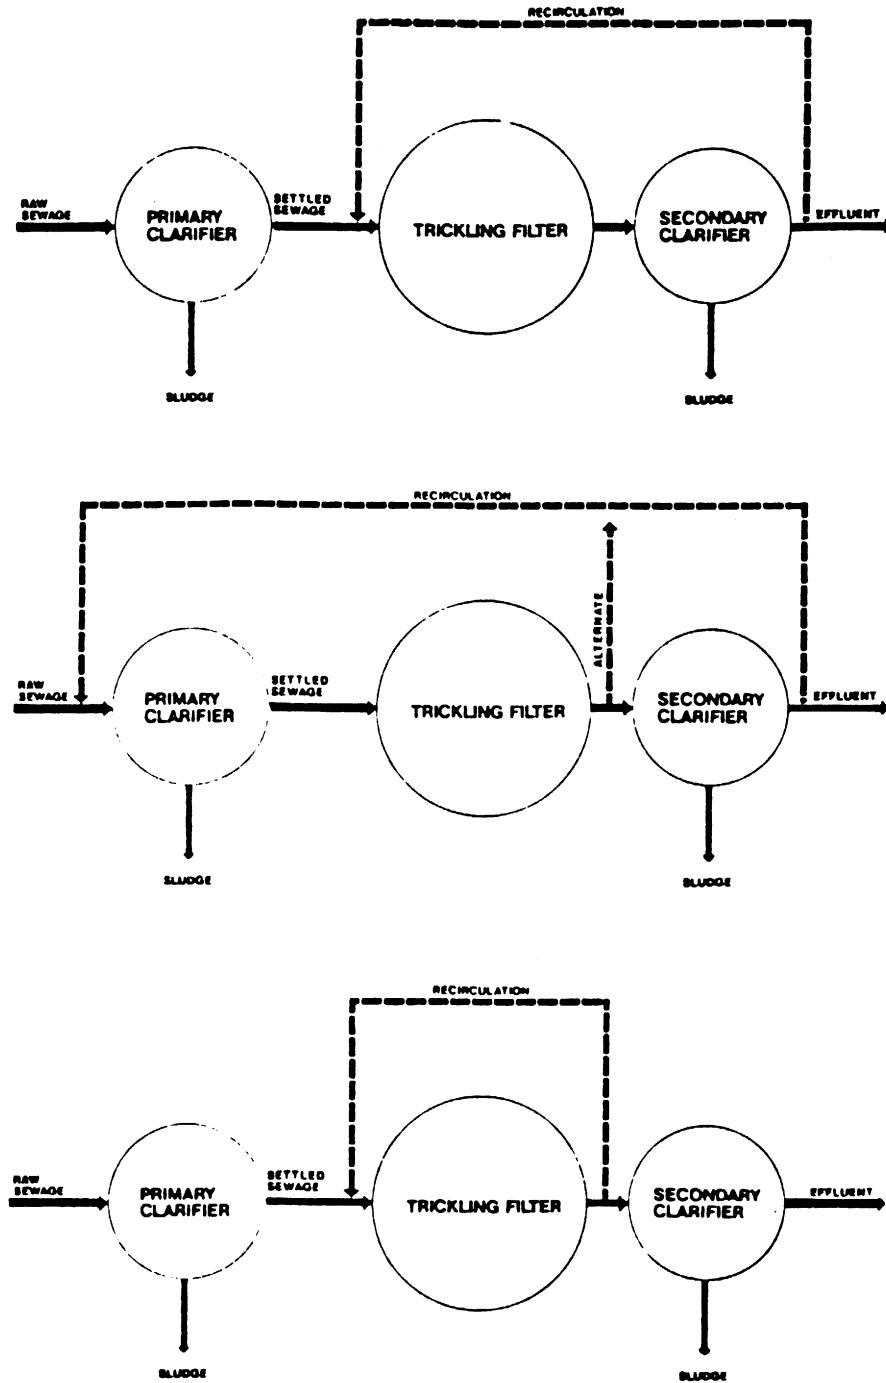 RECIRCULATION
RAW
SEWAGE
PRIMARY
CLARIFIER
SETTLED
SEWAGE
TRICKLING FILTER
SECONDARY
CLARIFIER
EFFLUENT
SLUDGE
SLUDGE
RECIRCULATION
ALTERNATE
RAW
SEWAGE
PRIMARY
CLARIFIER
SETTLED
SEWAGE
TRICKLING FILTER
SECONDARY
CLARIFIER
EFFLUENT
SLUDGE
SLUDGE
RECIRCULATION
RAW
SEWAGE
PRIMARY
CLARIFIER
SETTLED
SEWAGE
TRICKLING FILTER
SECONDARY
CLARIFIER
EFFLUENT
SLUDGE
SLUDGE